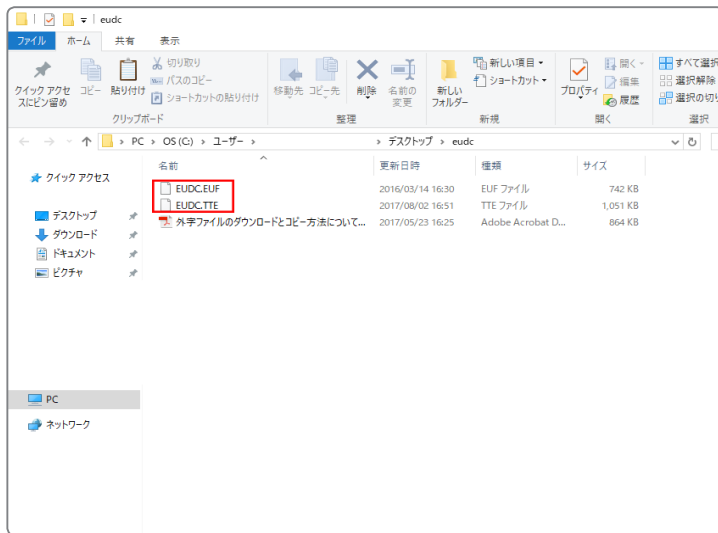 eudc
ファイル ホーム 共有 表示
クイック アクセスにピン留め
コピー
貼り付け
切り取り
パスのコピー
ショートカットの貼り付け
クリップボード
移動先
コピー先
削除
名前の変更
整理
新しいフォルダー
新しい項目
ショートカット
新規
プロパティ
開く
編集
履歴
開く
すべて選択
選択解除
選択の切り
選択
PC > OS (C:) > ユーザー > > デスクトップ > eudc
名前 更新日時 種類 サイズ
EUDC.EUF 2016/03/14 16:30 EUF ファイル 742 KB
EUDC.TTE 2017/08/02 16:51 TTE ファイル 1,051 KB
外字ファイルのダウンロードとコピー方法について... 2017/05/23 16:25 Adobe Acrobat D... 864 KB
クイック アクセス
デスクトップ
ダウンロード
ドキュメント
ピクチャ
PC
ネットワーク